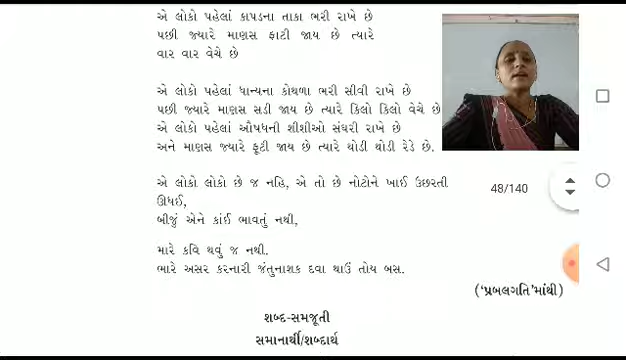 એ લોકો પહેલાં કાપડના તાકા ભરી રાખે છે
પછી જ્યારે માણસ ફાટી જાય છે ત્યારે
વાર વાર વેચે છે
એ લોકો પહેલાં ધાન્યના કોથળા ભરી સીવી રાખે છે
પછી જ્યારે માણસ સડી જાય છે ત્યારે કિલો કિલો વેચે છે
એ લોકો પહેલાં ઔષધની શીશીઓ સંઘરી રાખે છે
અને માણસ જ્યારે ફૂટી જાય છે ત્યારે થોડી થોડી રેડે છે.
એ લોકો લોકો છે જ નહિ, એ તો છે નોટોને ખાઈ ઉછરતી
ઊધઈ,
બીજું એને કાંઈ ભાવતું નથી,
મારે કવિ થવું જ નથી.
ભારે અસર કરનારી જંતુનાશક દવા થાઉં તોય બસ.
('પ્રબલગતિ'માંથી)
શબ્દ-સમજૂતી
સમાનાર્થી/શબ્દાર્થ
48/140